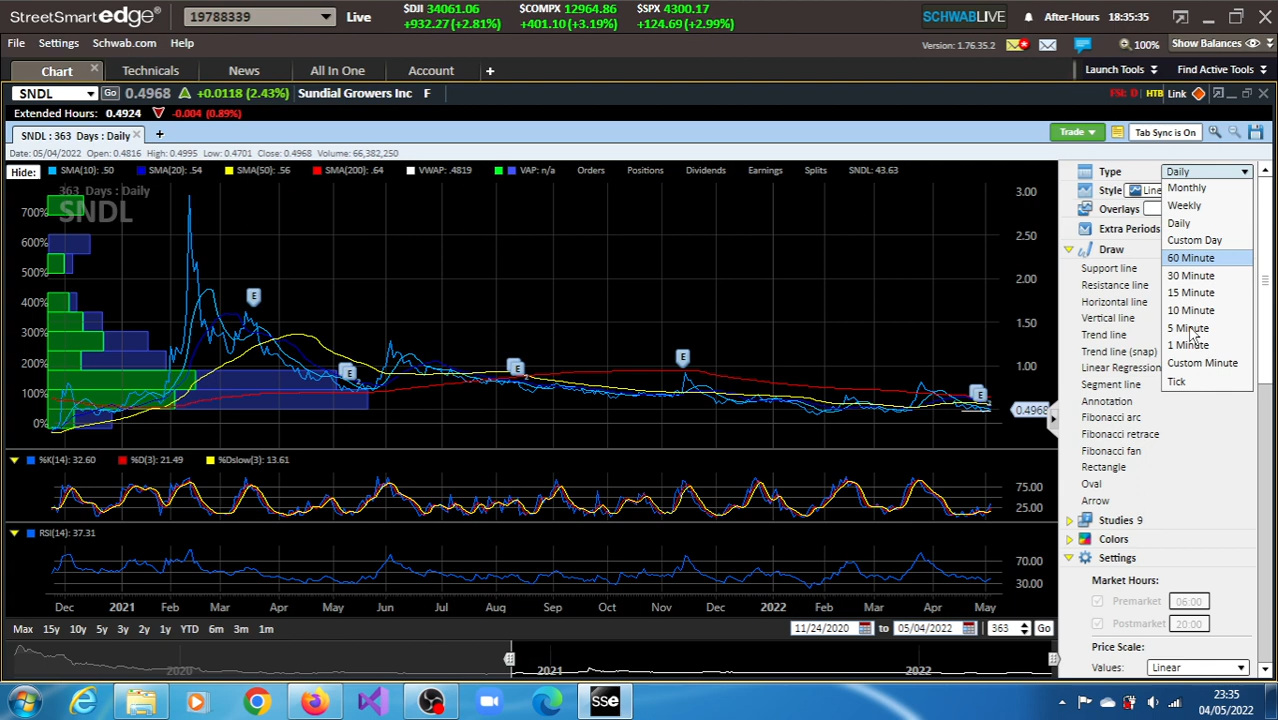 StreetSmart edge®
19788339
Live
$DJI 34061.06
+932.27 (+2.81%)
$COMPX 12964.86
+401.10 (+3.19%)
$SPX 4300.17
+124.69 (+2.99%)
SCHWABLIVE
After-Hours
18:35:35
File Settings Schwab.com Help
Version: 1.76.35.2
100%
Show Balances
Chart
Technicals
News
All In One
Account
Launch Tools
Find Active Tools
SNDL
Go
0.4968
+0.0118 (2.43%)
Sundial Growers Inc F
HTB
Link
Extended Hours: 0.4924 -0.004 (0.89%)
SNDL : 363 Days : Daily
Trade
Tab Sync is On
Date: 05/04/2022 Open: 0.4816 High: 0.4995 Low: 0.4701 Close: 0.4968 Volume: 66,382,250
Hide:
SMA(10): .50
SMA(20): .54
SMA(50): .56
SMA(200): .64
VWAP: .4819
VAP: n/a
Orders
Positions
Dividends
Earnings
Splits
SNDL: 43.63
363 Days : Daily
SNDL
700%
600%
500%
400%
300%
200%
100%
0%
E
E
E
E
E
3.00
2.50
2.00
1.50
1.00
0.4968
%K(14): 32.60
%D(3): 21.49
%Dslow(3): 13.61
75.00
25.00
RSI(14): 37.31
70.00
30.00
Dec 2021 Feb Mar Apr May Jun Jul Aug Sep Oct Nov Dec 2022 Feb Mar Apr May
Max 15y 10y 5y 3y 2y 1y YTD 6m 3m 1m
11/24/2020
to
05/04/2022
363
Go
2020
2021
2022
Type
Daily
Style
Line
Overlays
Extra Periods
Draw
Support line
Resistance line
Horizontal line
Vertical line
Trend line
Trend line (snap)
Linear Regression
Segment line
Annotation
Fibonacci arc
Fibonacci retrace
Fibonacci fan
Rectangle
Oval
Arrow
Monthly
Weekly
Daily
Custom Day
60 Minute
30 Minute
15 Minute
10 Minute
5 Minute
1 Minute
Custom Minute
Tick
Studies 9
Colors
Settings
Market Hours:
Premarket
06:00
Postmarket
20:00
Price Scale:
Values:
Linear
sse
23:35
04/05/2022